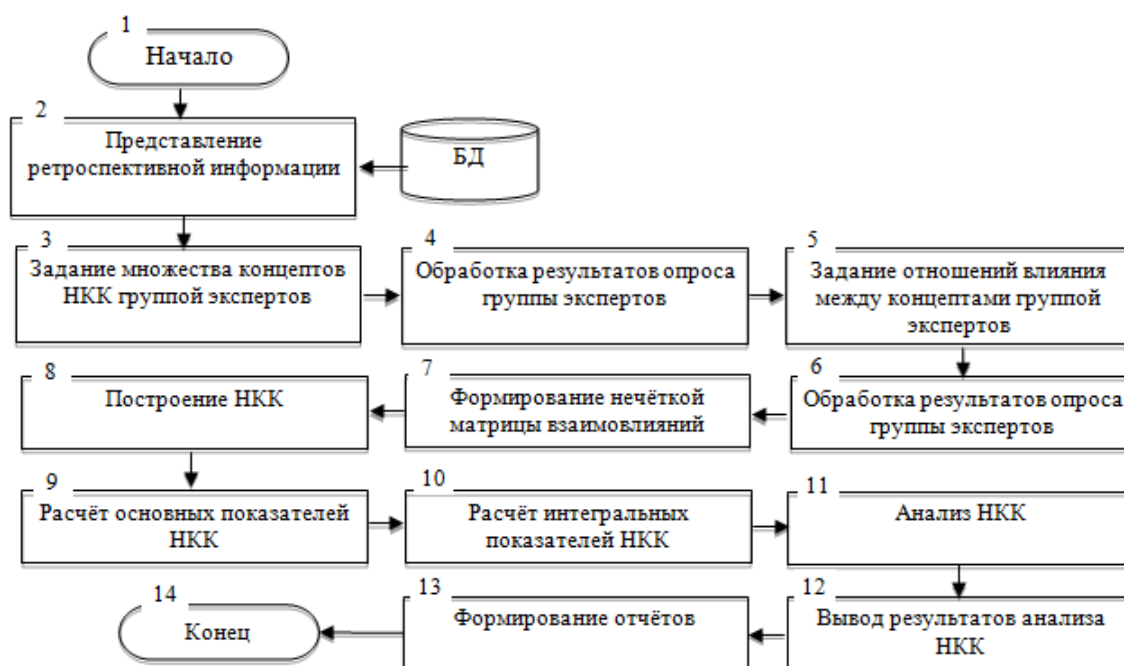 1
Начало
2
Представление
ретроспективной информации
БД
3
Задание множества концептов
НКК группой экспертов
4
Обработка результатов опроса
группы экспертов
5
Задание отношений влияния
между концептами группой
экспертов
6
Обработка результатов опроса
группы экспертов
7
Формирование нечёткой
матрицы взаимовлияний
8
Построение НКК
9
Расчёт основных показателей
НКК
10
Расчёт интегральных
показателей НКК
11
Анализ НКК
12
Вывод результатов анализа
НКК
13
Формирование отчётов
14
Конец